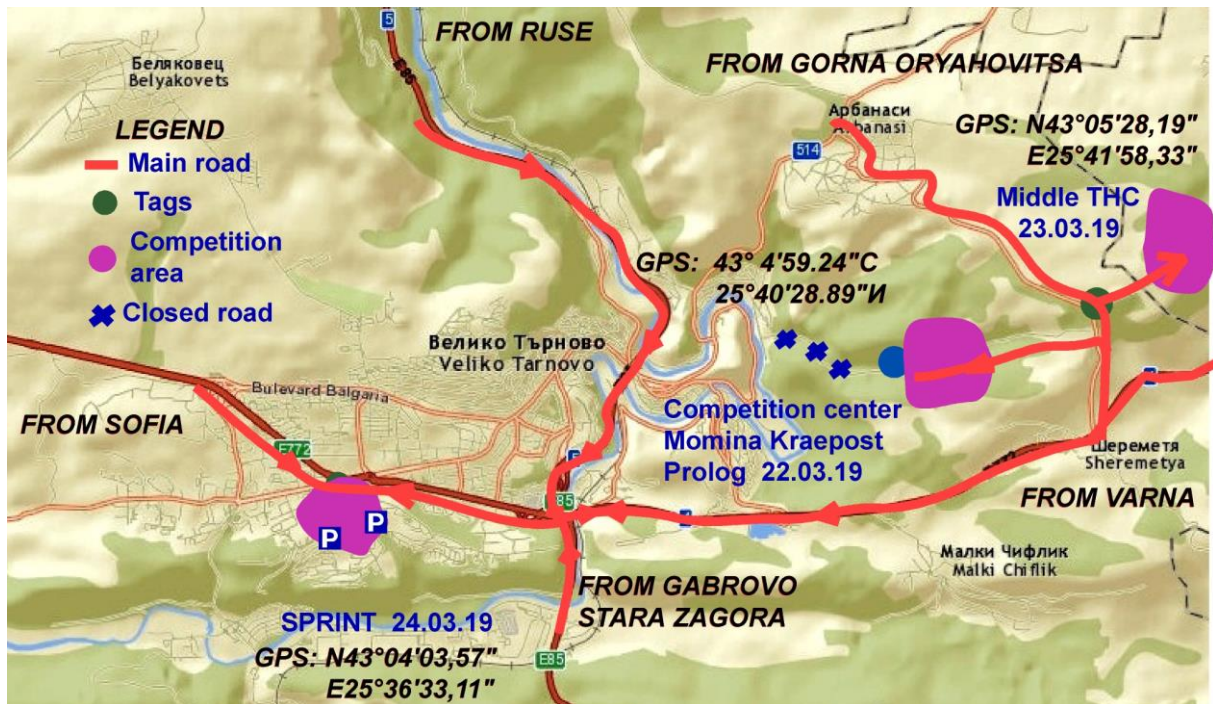 5
FROM RUSE
FROM GORNA ORYAHOVITSA
Беляковец
Belyakovets
Арбанаси
Arbanasi
GPS: N43°05'28,19"
E25°41'58,33"
LEGEND
Main road
Tags
Competition
area
Closed road
514
Middle THC
23.03.19
GPS: 43° 4'59.24"С
25°40'28.89"И
Велико Търново
Veliko Tarnovo
Bulevard Balgaria
FROM SOFIA
E772
Competition center
Momina Kraepost
Prolog 22.03.19
Шереметя
Sheremetya
FROM VARNA
E85
P
P
Малки Чифлик
Malki Chiflik
FROM GABROVO
STARA ZAGORA
SPRINT 24.03.19
GPS: N43°04'03,57"
E25°36'33,11"
E85